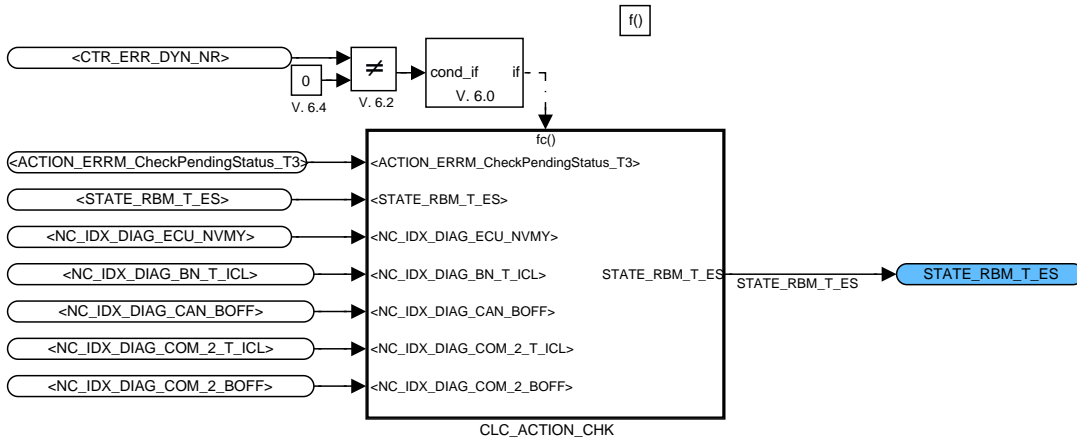 f()
<CTR_ERR_DYN_NR>
0
V. 6.4
≠
V. 6.2
cond_if if
V. 6.0
fc()
<ACTION_ERRM_CheckPendingStatus_T3> <ACTION_ERRM_CheckPendingStatus_T3>
<STATE_RBM_T_ES> <STATE_RBM_T_ES>
<NC_IDX_DIAG_ECU_NVMY> <NC_IDX_DIAG_ECU_NVMY>
<NC_IDX_DIAG_BN_T_ICL> <NC_IDX_DIAG_BN_T_ICL> STATE_RBM_T_ES STATE_RBM_T_ES STATE_RBM_T_ES
<NC_IDX_DIAG_CAN_BOFF> <NC_IDX_DIAG_CAN_BOFF>
<NC_IDX_DIAG_COM_2_T_ICL> <NC_IDX_DIAG_COM_2_T_ICL>
<NC_IDX_DIAG_COM_2_BOFF> <NC_IDX_DIAG_COM_2_BOFF>
CLC_ACTION_CHK